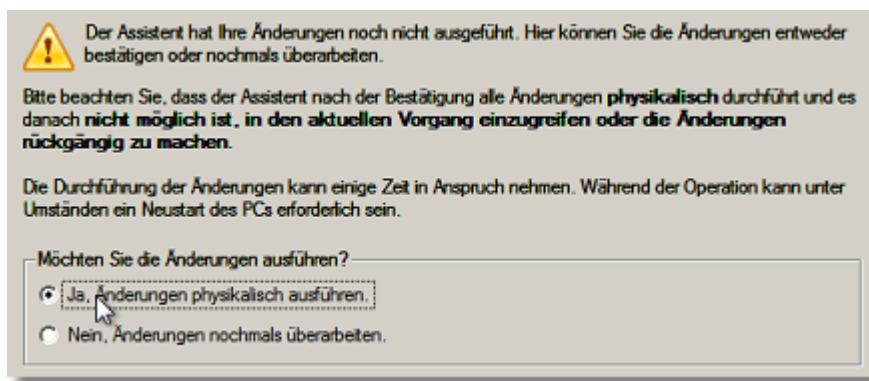 Der Assistent hat Ihre Änderungen noch nicht ausgeführt. Hier können Sie die Änderungen entweder
bestätigen oder nochmals überarbeiten.
Bitte beachten Sie, dass der Assistent nach der Bestätigung alle Änderungen physikalisch durchführt und es
danach nicht möglich ist, in den aktuellen Vorgang einzugreifen oder die Änderungen
rückgängig zu machen.
Die Durchführung der Änderungen kann einige Zeit in Anspruch nehmen. Während der Operation kann unter
Umständen ein Neustart des PCs erforderlich sein.
Möchten Sie die Änderungen ausführen?
Ja, Änderungen physikalisch ausführen.
Nein, Änderungen nochmals überarbeiten.